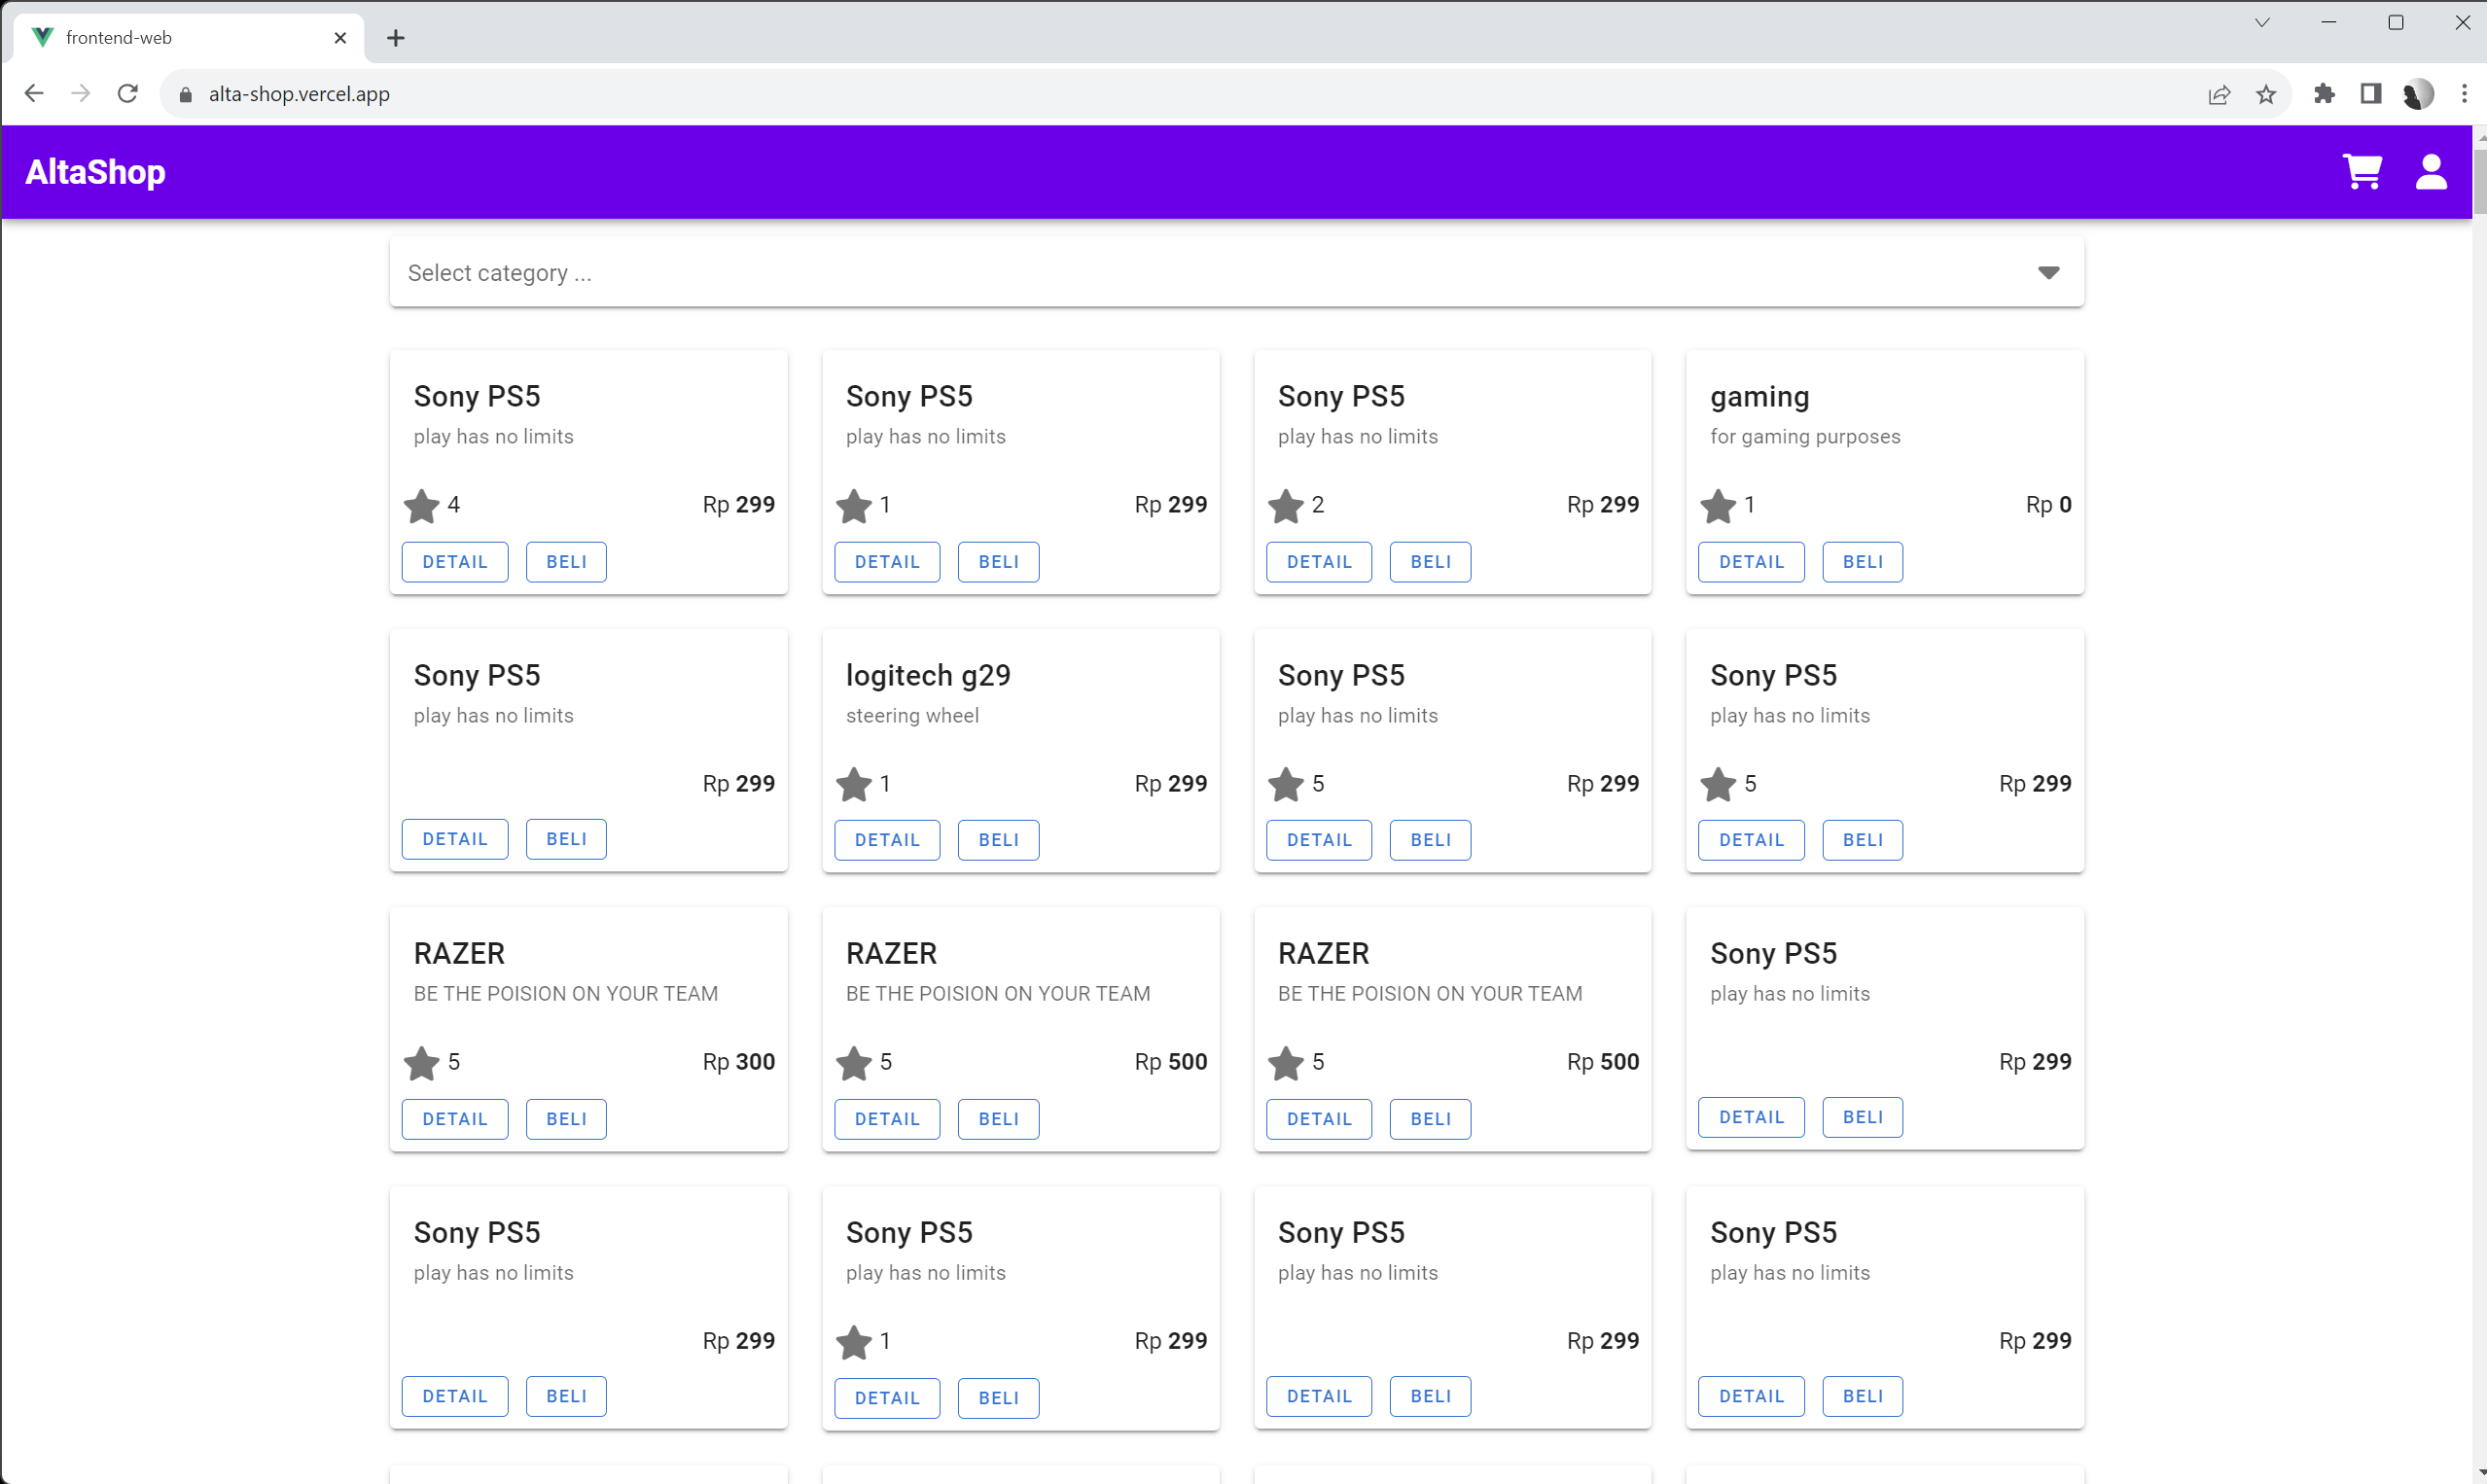 frontend-web
alta-shop.vercel.app
AltaShop
Select category ...
Sony PS5
play has no limits
4 Rp 299
DETAIL BELI
Sony PS5
play has no limits
1 Rp 299
DETAIL BELI
Sony PS5
play has no limits
2 Rp 299
DETAIL BELI
gaming
for gaming purposes
1 Rp 0
DETAIL BELI
Sony PS5
play has no limits
Rp 299
DETAIL BELI
logitech g29
steering wheel
1 Rp 299
DETAIL BELI
Sony PS5
play has no limits
5 Rp 299
DETAIL BELI
Sony PS5
play has no limits
5 Rp 299
DETAIL BELI
RAZER
BE THE POISION ON YOUR TEAM
5 Rp 300
DETAIL BELI
RAZER
BE THE POISION ON YOUR TEAM
5 Rp 500
DETAIL BELI
RAZER
BE THE POISION ON YOUR TEAM
5 Rp 500
DETAIL BELI
Sony PS5
play has no limits
Rp 299
DETAIL BELI
Sony PS5
play has no limits
Rp 299
DETAIL BELI
Sony PS5
play has no limits
1 Rp 299
DETAIL BELI
Sony PS5
play has no limits
Rp 299
DETAIL BELI
Sony PS5
play has no limits
Rp 299
DETAIL BELI